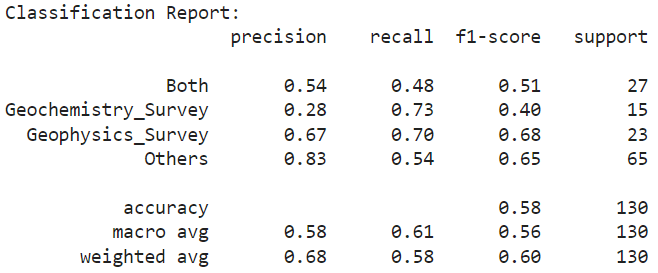 Classification Report:
precision recall f1-score support
Both 0.54 0.48 0.51 27
Geochemistry_Survey 0.28 0.73 0.40 15
Geophysics_Survey 0.67 0.70 0.68 23
Others 0.83 0.54 0.65 65
accuracy 0.58 130
macro avg 0.58 0.61 0.56 130
weighted avg 0.68 0.58 0.60 130